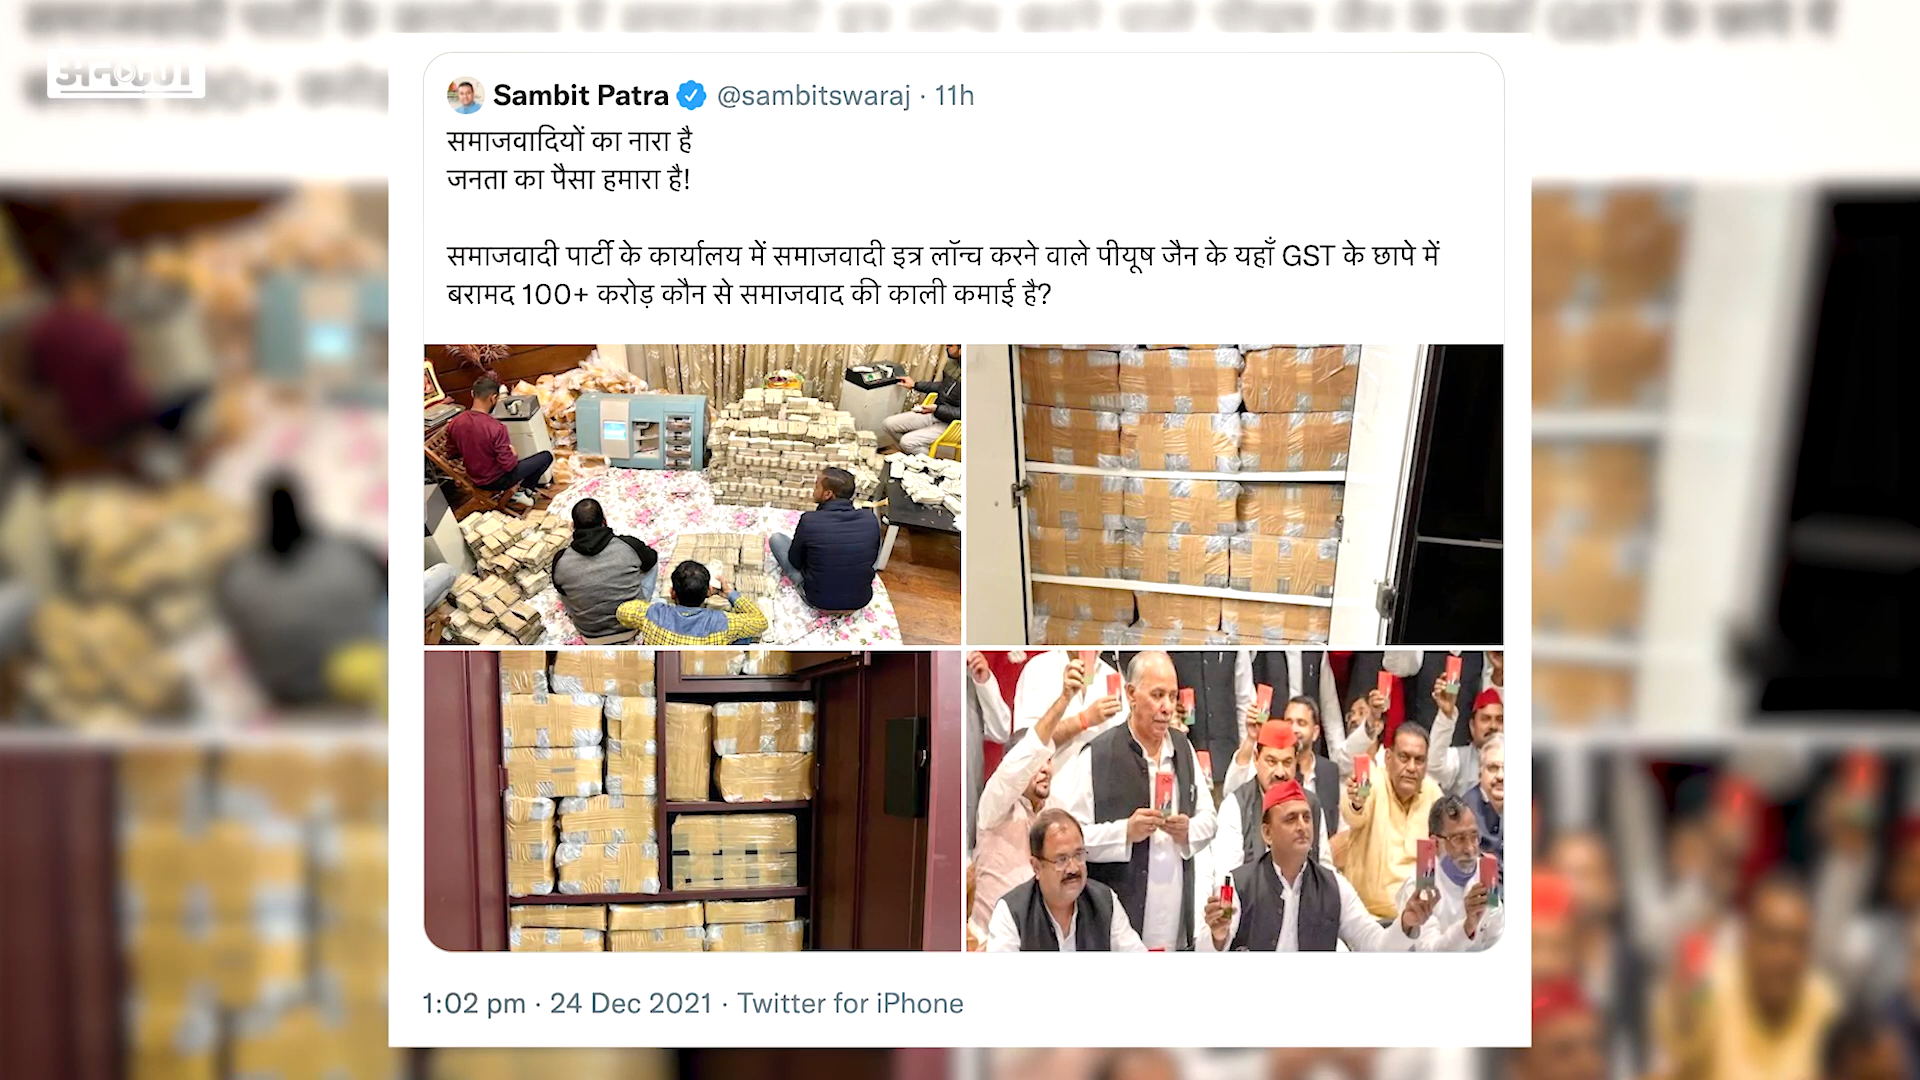 Sambit Patra @sambitswaraj · 11h
समाजवादियों का नारा है
जनता का पैसा हमारा है!
समाजवादी पार्टी के कार्यालय में समाजवादी इत्र लॉन्च करने वाले पीयूष जैन के यहाँ GST के छापे में
बरामद 100+ करोड़ कौन से समाजवाद की काली कमाई है?
1:02 pm · 24 Dec 2021 · Twitter for iPhone